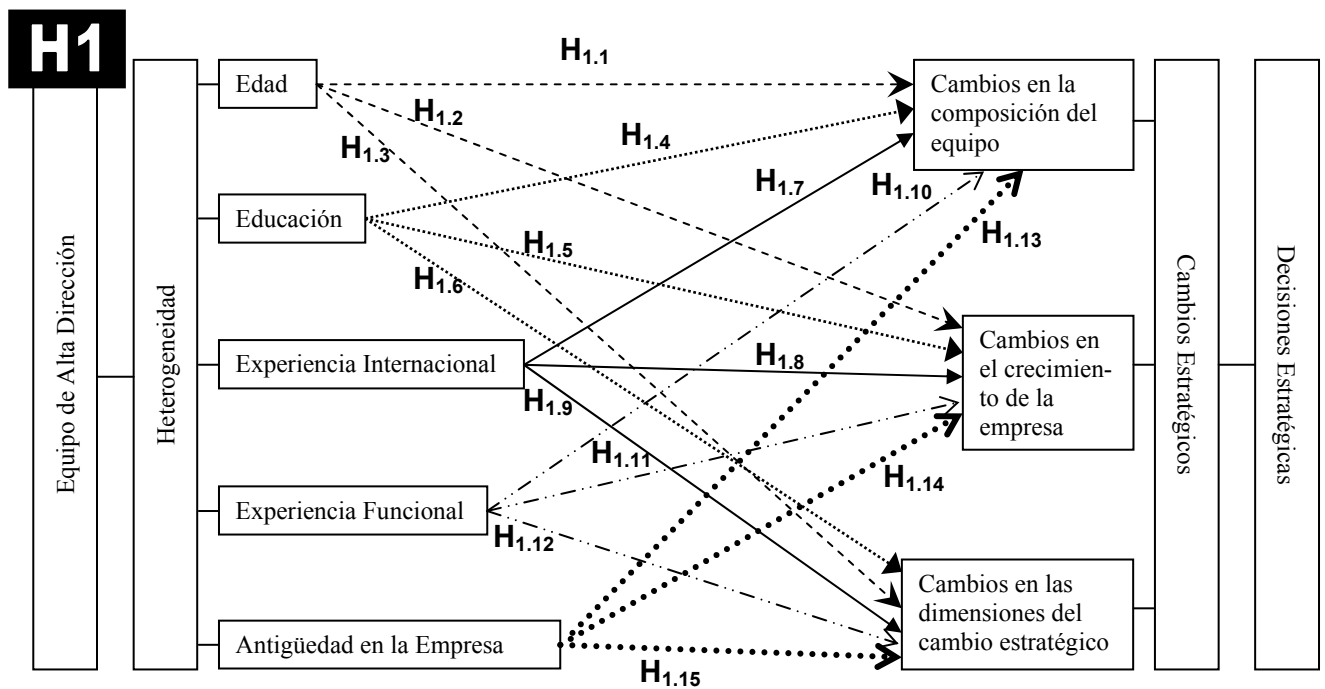 H1
Equipo de Alta Dirección
Heterogeneidad
Edad
Educación
Experiencia Internacional
Experiencia Funcional
Antigüedad en la Empresa
H1.1
H1.2
H1.3
H1.4
H1.5
H1.6
H1.7
H1.8
H1.9
H1.10
H1.11
H1.12
H1.13
H1.14
H1.15
Cambios en la
composición del
equipo
Cambios en
el crecimien-
to de la
empresa
Cambios en las
dimensiones del
cambio estratégico
Cambios Estratégicos
Decisiones Estratégicas